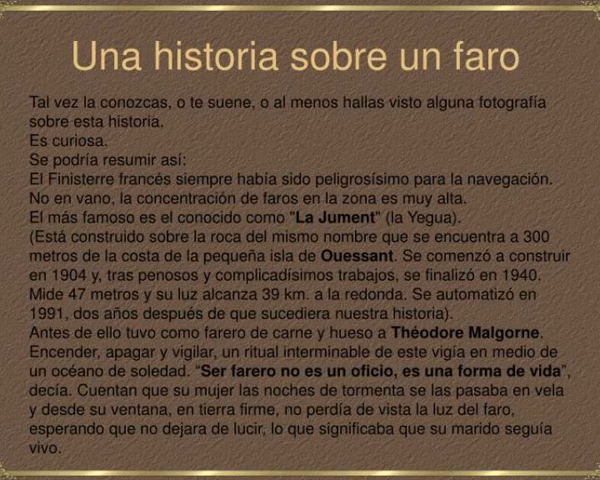 Una historia sobre un faro
Tal vez la conozcas, o te suene, o al menos hallas visto alguna fotografía
sobre esta historia.
Es curiosa.
Se podría resumir así:
El Finisterre francés siempre había sido peligrosísimo para la navegación.
No en vano, la concentración de faros en la zona es muy alta.
El más famoso es el conocido como "La Jument" (la Yegua).
(Está construido sobre la roca del mismo nombre que se encuentra a 300
metros de la costa de la pequeña isla de Ouessant. Se comenzó a construir
en 1904 y, tras penosos y complicadísimos trabajos, se finalizó en 1940.
Mide 47 metros y su luz alcanza 39 km. a la redonda. Se automatizó en
1991, dos años después de que sucediera nuestra historia).
Antes de ello tuvo como farero de carne y hueso a Théodore Malgorne.
Encender, apagar y vigilar, un ritual interminable de este vigía en medio de
un océano de soledad. “Ser farero no es un oficio, es una forma de vida”,
decía. Cuentan que su mujer las noches de tormenta se las pasaba en vela
y desde su ventana, en tierra firme, no perdía de vista la luz del faro,
esperando que no dejara de lucir, lo que significaba que su marido seguía
vivo.